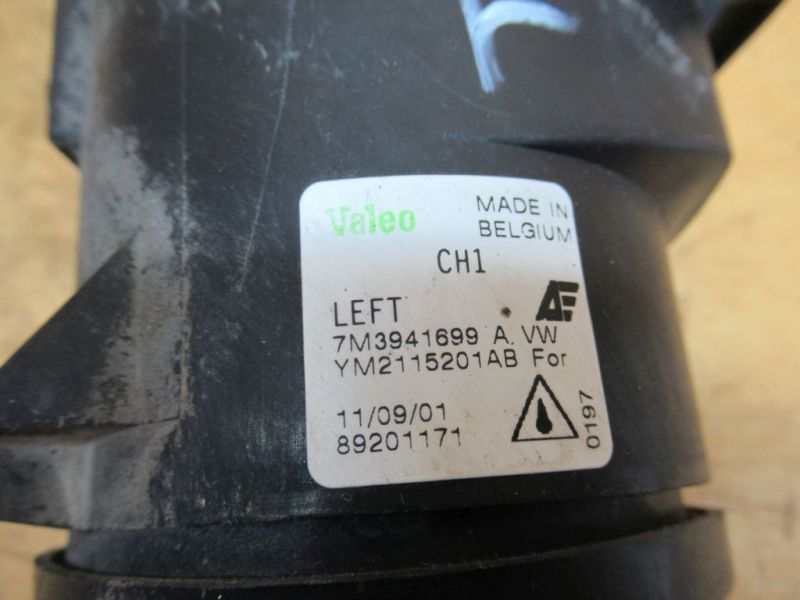 Valeo
MADE IN
BELGIUM
CH1
LEFT
7M3941699 A. VW
YM2115201AB For
11/09/01
89201171
0197